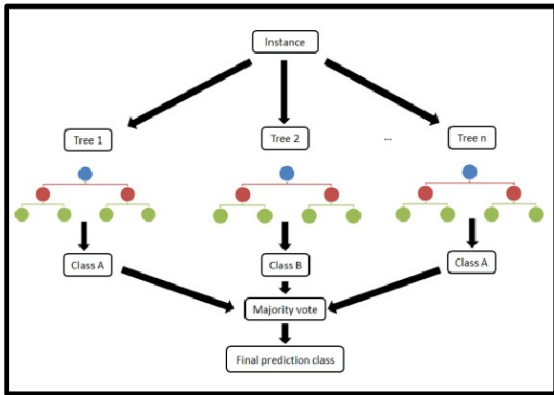 Instance
Tree 1
Tree 2
...
Tree n
Class A
Class B
Class A
Majority vote
Final prediction class